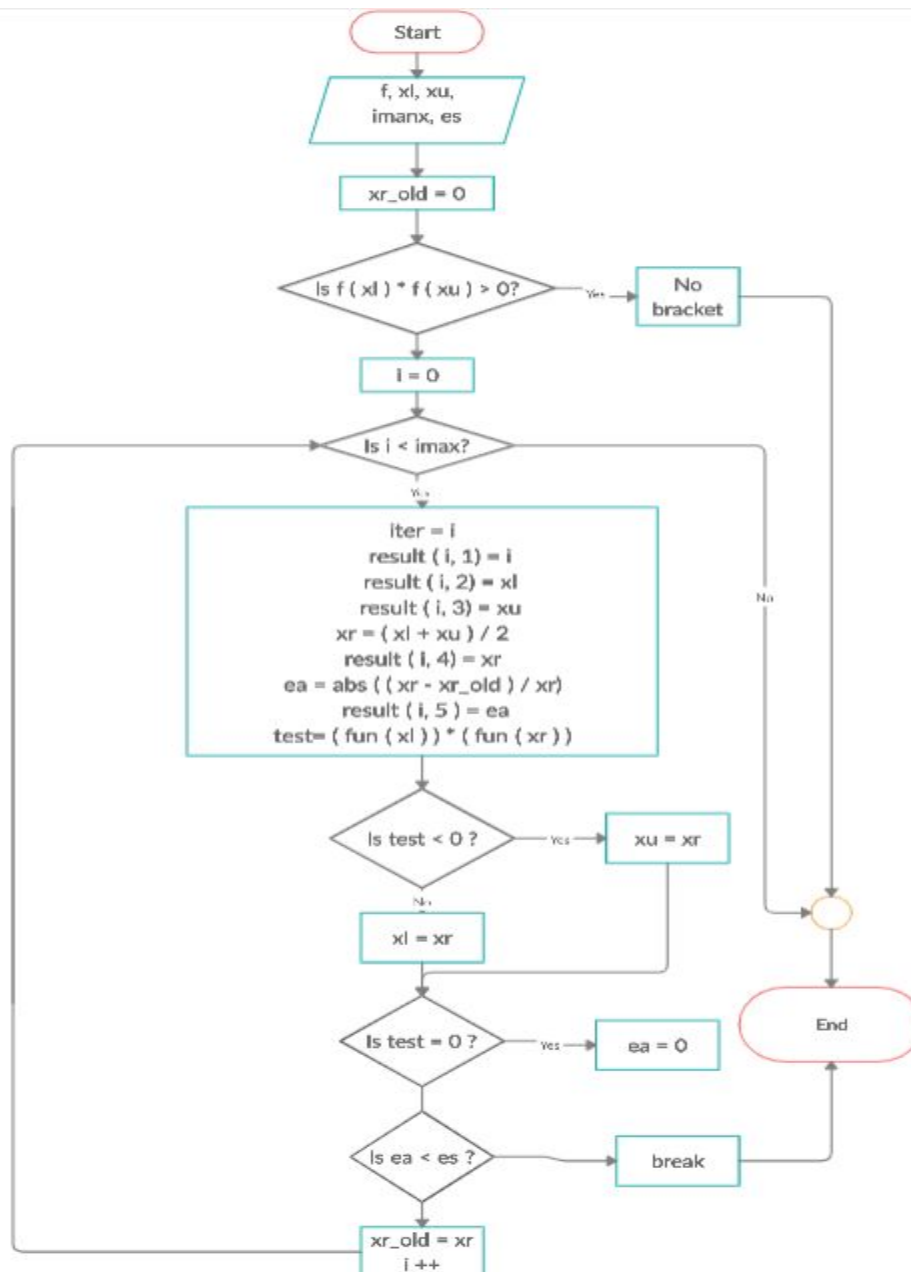 Start
f, xl, xu,
imanx, es
xr_old = 0
Is f ( xl ) * f ( xu ) > 0?
Yes
No
bracket
i = 0
Is i < imax?
Yes
No
iter = i
result ( i, 1) = i
result ( i, 2) = xl
result ( i, 3) = xu
xr = ( xl + xu ) / 2
result ( i, 4) = xr
ea = abs ( ( xr - xr_old ) / xr)
result ( i, 5 ) = ea
test= ( fun ( xl ) ) * ( fun ( xr ) )
Is test < 0 ?
Yes
xu = xr
No
xl = xr
Is test = 0 ?
Yes
ea = 0
End
Is ea < es ?
break
xr_old = xr
i ++